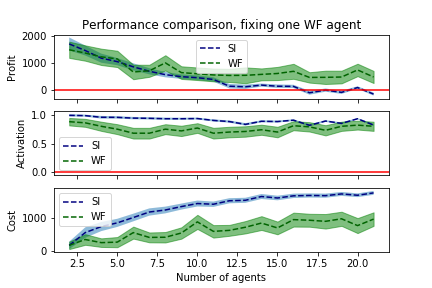 Performance comparison, fixing one WF agent
Profit
2000
1000
0
SI
WF
Activation
1.0
0.5
0.0
SI
WF
Cost
1000
0
SI
WF
2.5 5.0 7.5 10.0 12.5 15.0 17.5 20.0
Number of agents